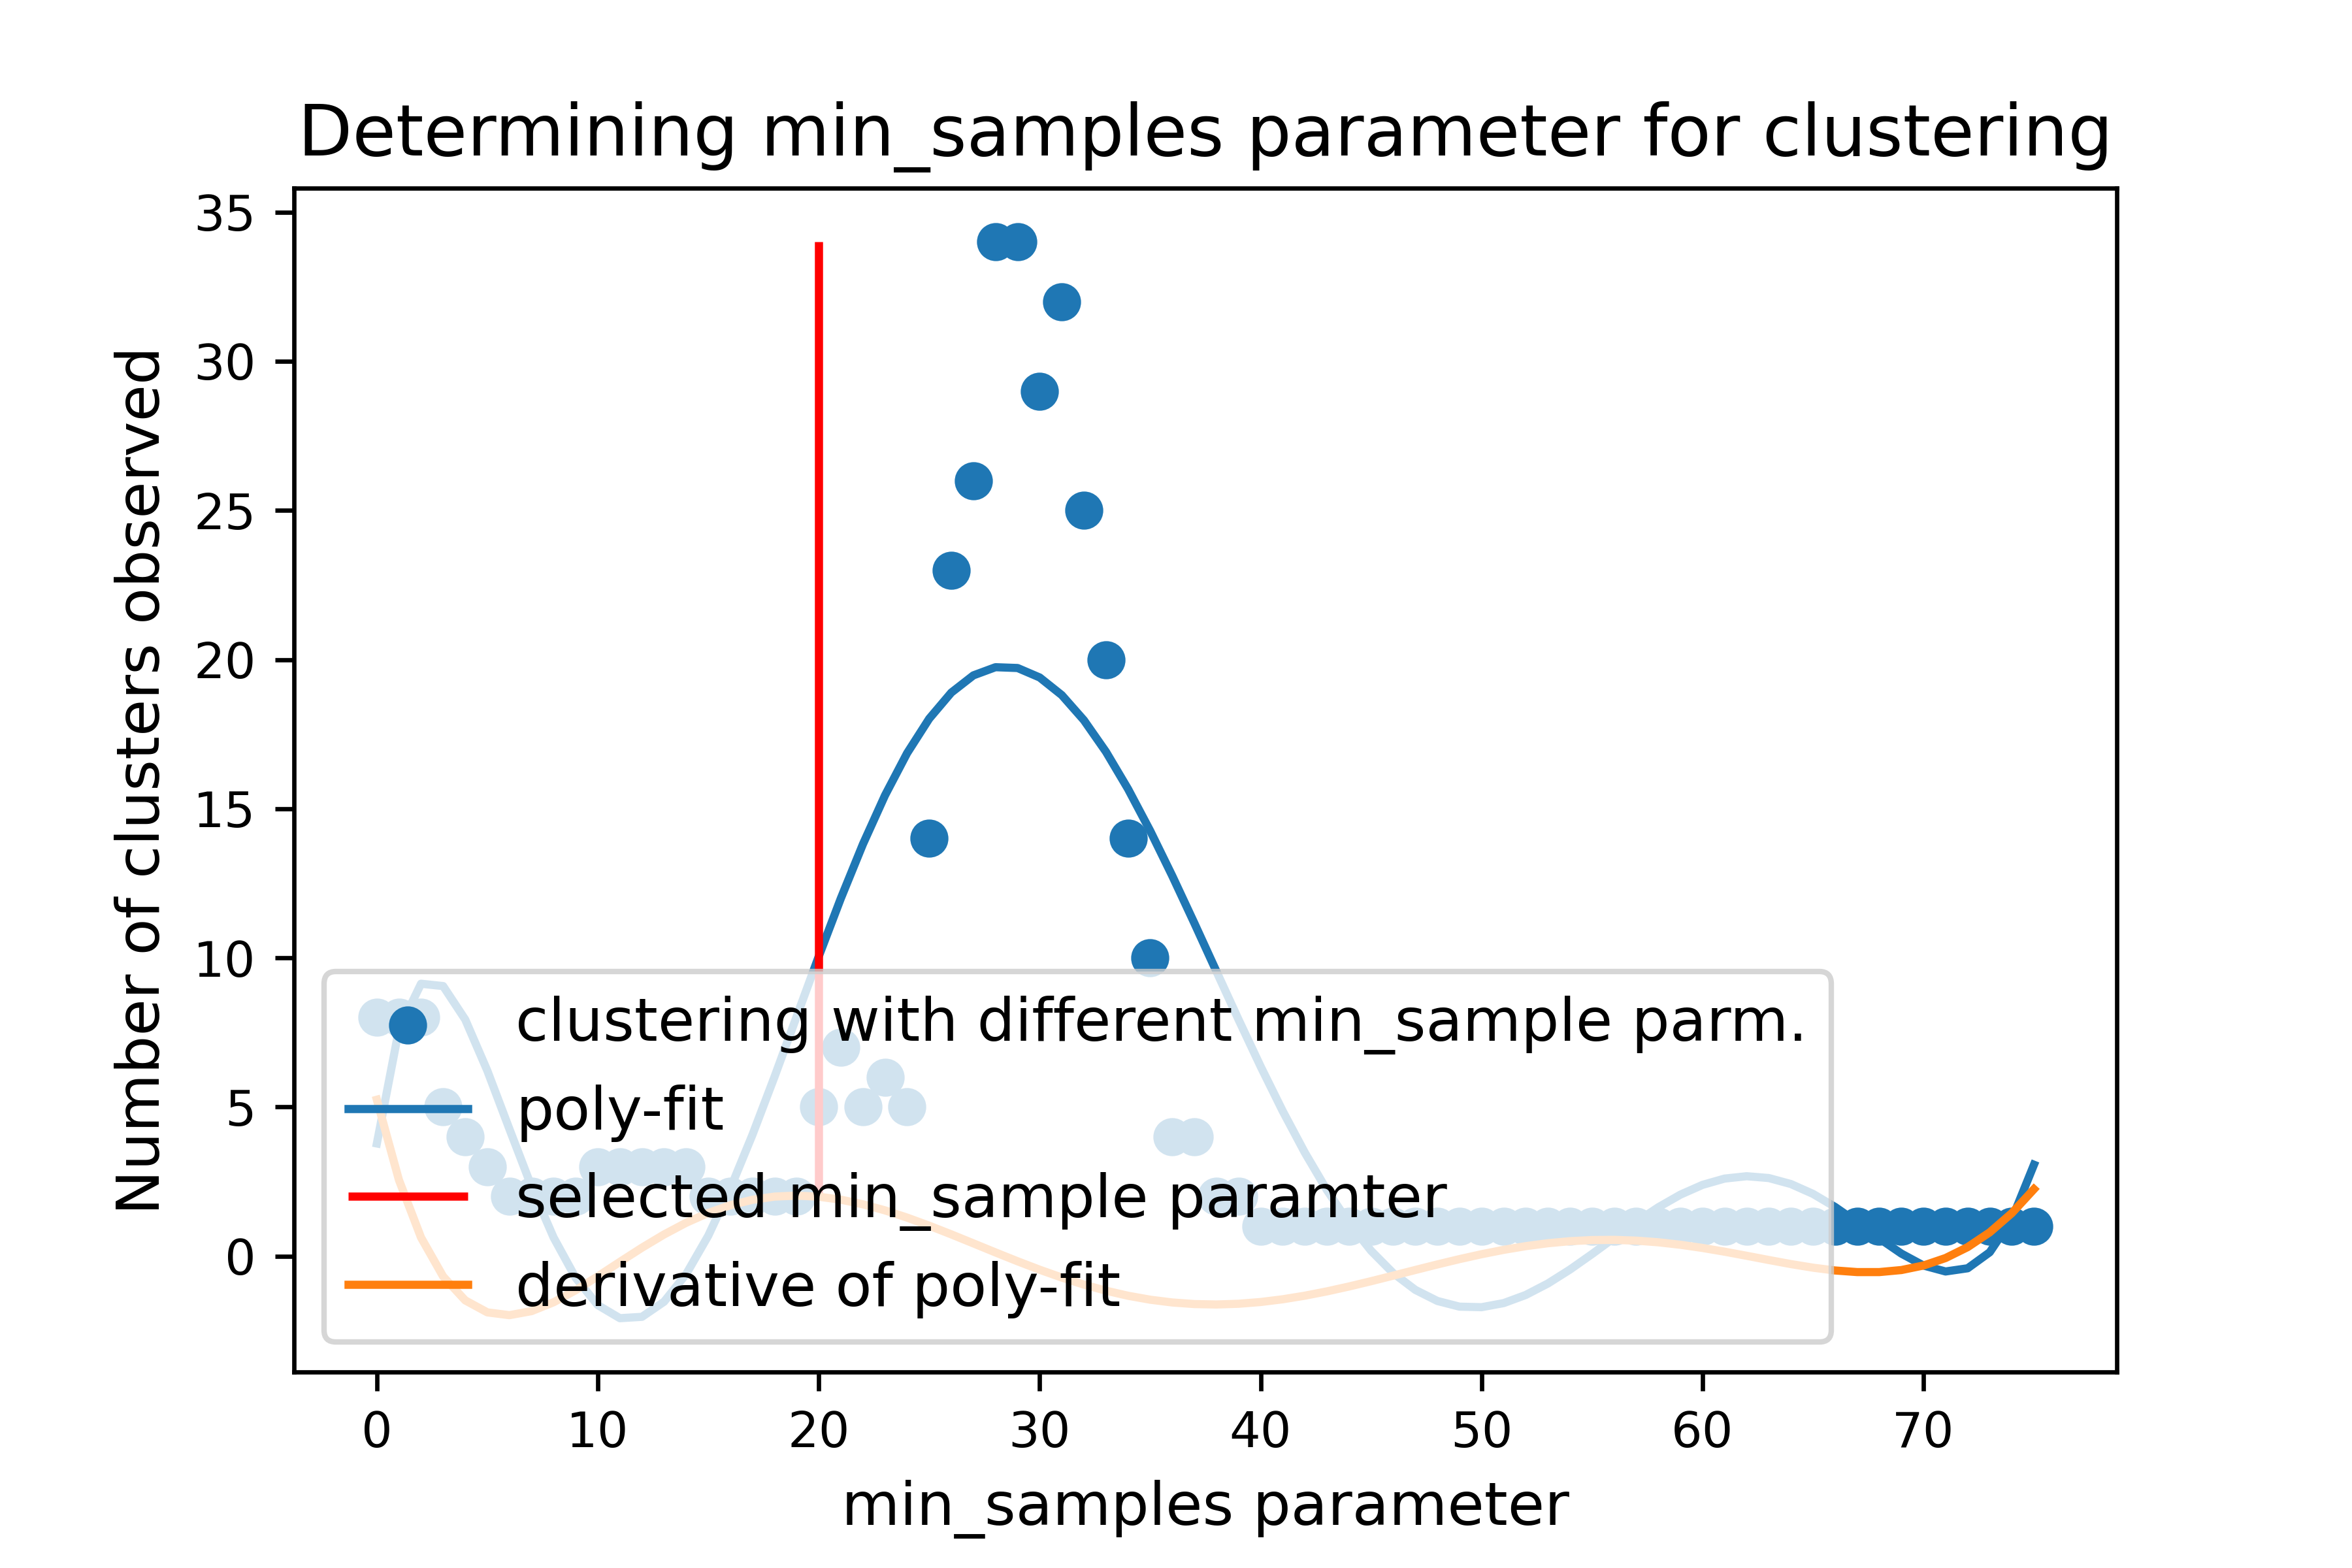 Determining min_samples parameter for clustering
Number of clusters observed
35
30
25
20
15
10
5
0
clustering with different min_sample parm.
poly-fit
selected min_sample paramter
derivative of poly-fit
0 10 20 30 40 50 60 70
min_samples parameter